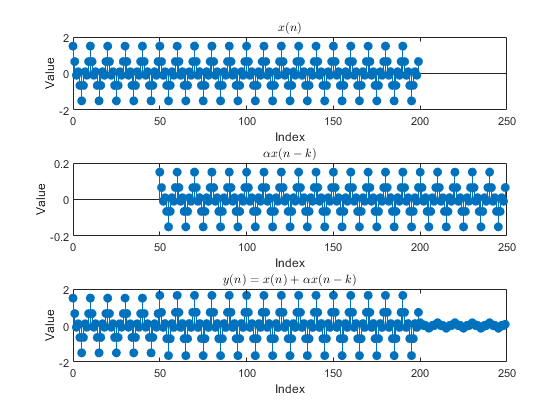 x(n)
2
0
-2
Value
0 50 100 150 200 250
Index
αx(n − k)
0.2
0
-0.2
Value
0 50 100 150 200 250
Index
y(n) = x(n) + αx(n − k)
2
0
-2
Value
0 50 100 150 200 250
Index